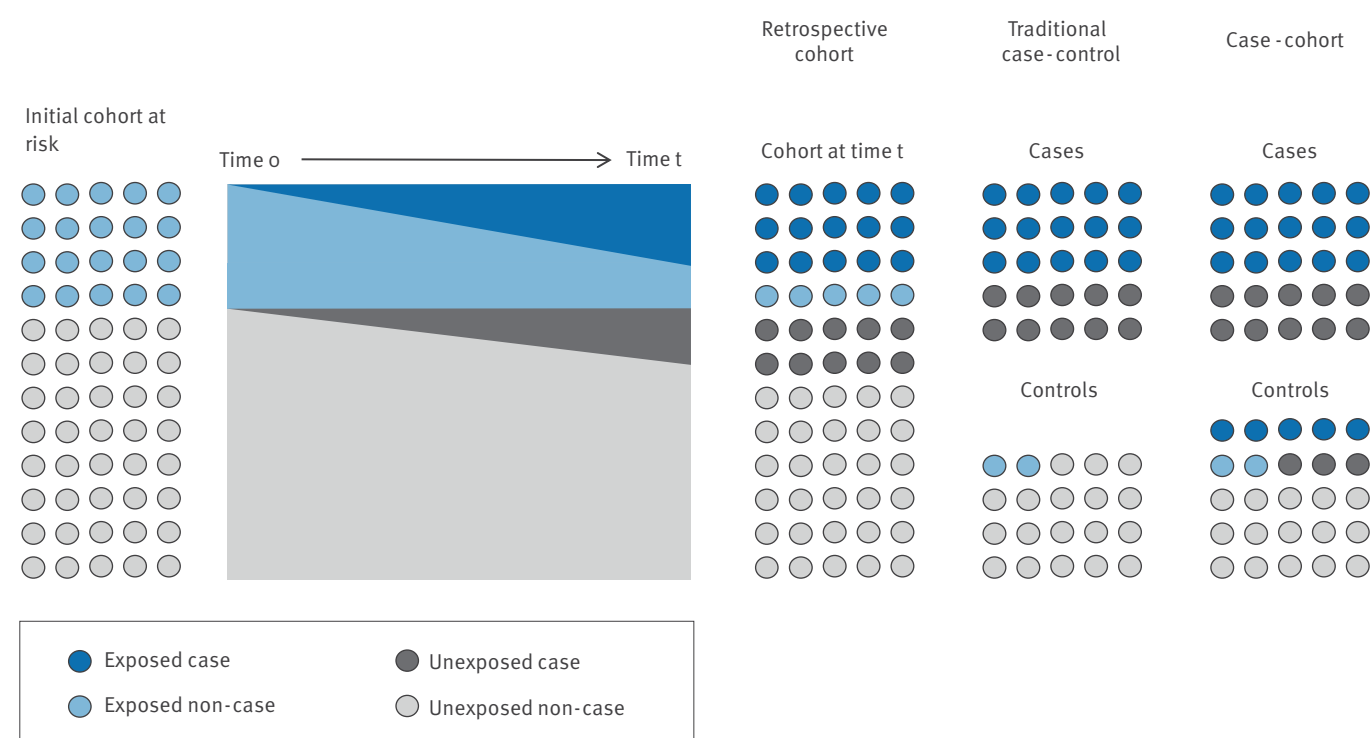 Retrospective
cohort
Traditional
case-control
Case-cohort
Initial cohort at
risk
Time o
Time t
Cohort at time t
Cases
Cases
Controls
Controls
Exposed case
Unexposed case
Exposed non-case
Unexposed non-case